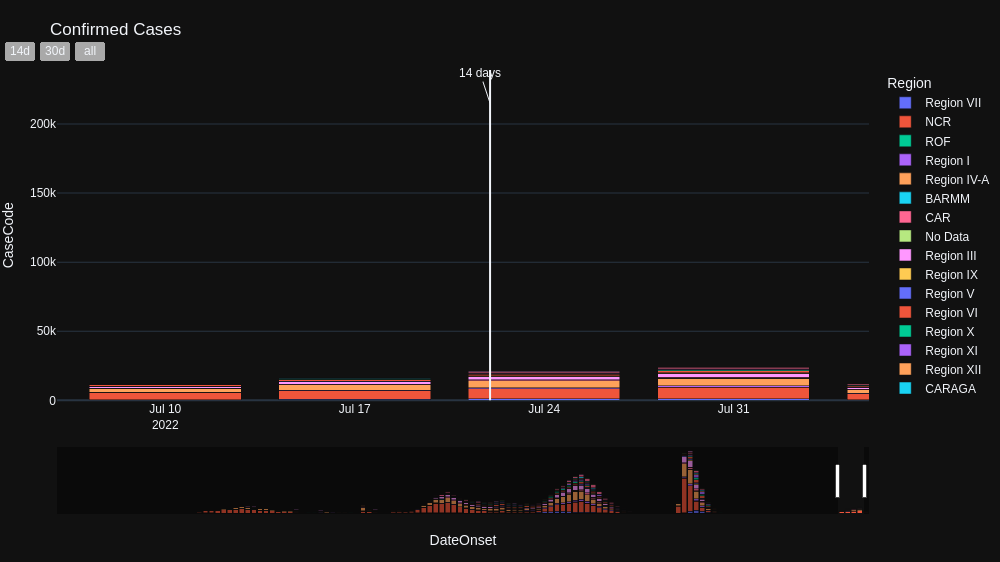 Confirmed Cases
14d 30d all
14 days
200k
150k
100k
50k
0
CaseCode
Jul 10 Jul 17 Jul 24 Jul 31
2022
DateOnset
Region
Region VII
NCR
ROF
Region I
Region IV-A
BARMM
CAR
No Data
Region III
Region IX
Region V
Region VI
Region X
Region XI
Region XII
CARAGA